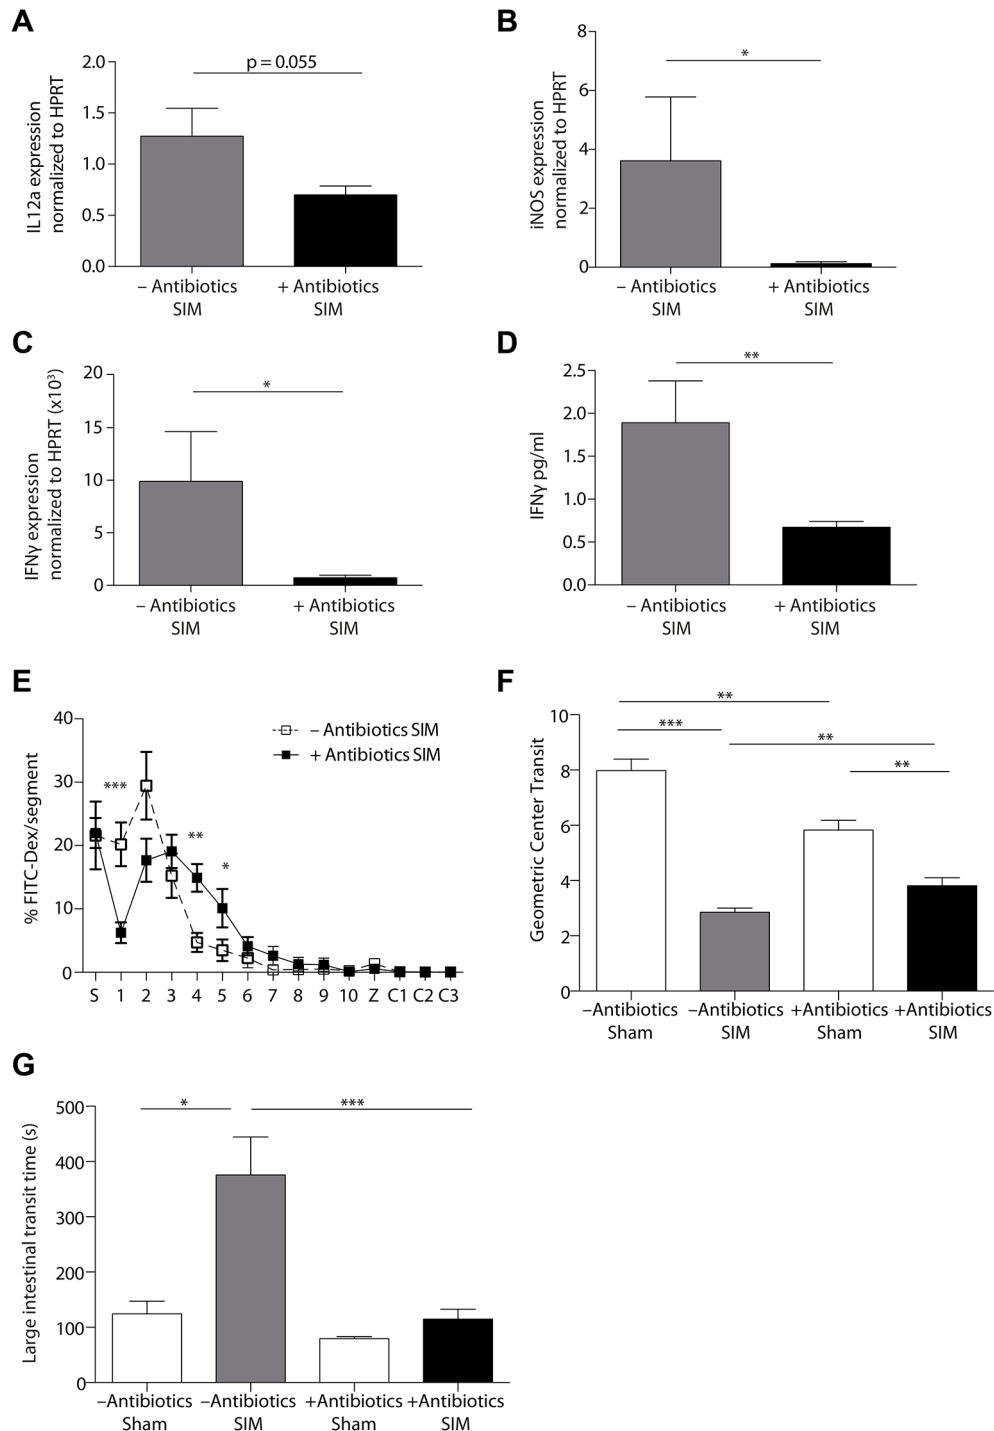 A
IL12a expression
normalized to HPRT
2.0
1.5
1.0
0.5
0.0
p = 0.055
– Antibiotics
SIM
+ Antibiotics
SIM
B
iNOS expression
normalized to HPRT
8
6
4
2
0
*
– Antibiotics
SIM
+ Antibiotics
SIM
C
IFNγ expression
normalized to HPRT (x10³)
20
15
10
5
0
*
– Antibiotics
SIM
+ Antibiotics
SIM
D
IFNγ pg/ml
2.5
2.0
1.5
1.0
0.5
0.0
**
– Antibiotics
SIM
+ Antibiotics
SIM
E
% FITC-Dex/segment
40
30
20
10
0
– Antibiotics SIM
+ Antibiotics SIM
***
**
*
S 1 2 3 4 5 6 7 8 9 10 Z C1 C2 C3
F
Geometric Center Transit
10
8
6
4
2
0
**
***
**
**
–Antibiotics
Sham
–Antibiotics
SIM
+Antibiotics
Sham
+Antibiotics
SIM
G
Large intestinal transit time (s)
500
400
300
200
100
0
*
***
–Antibiotics
Sham
–Antibiotics
SIM
+Antibiotics
Sham
+Antibiotics
SIM